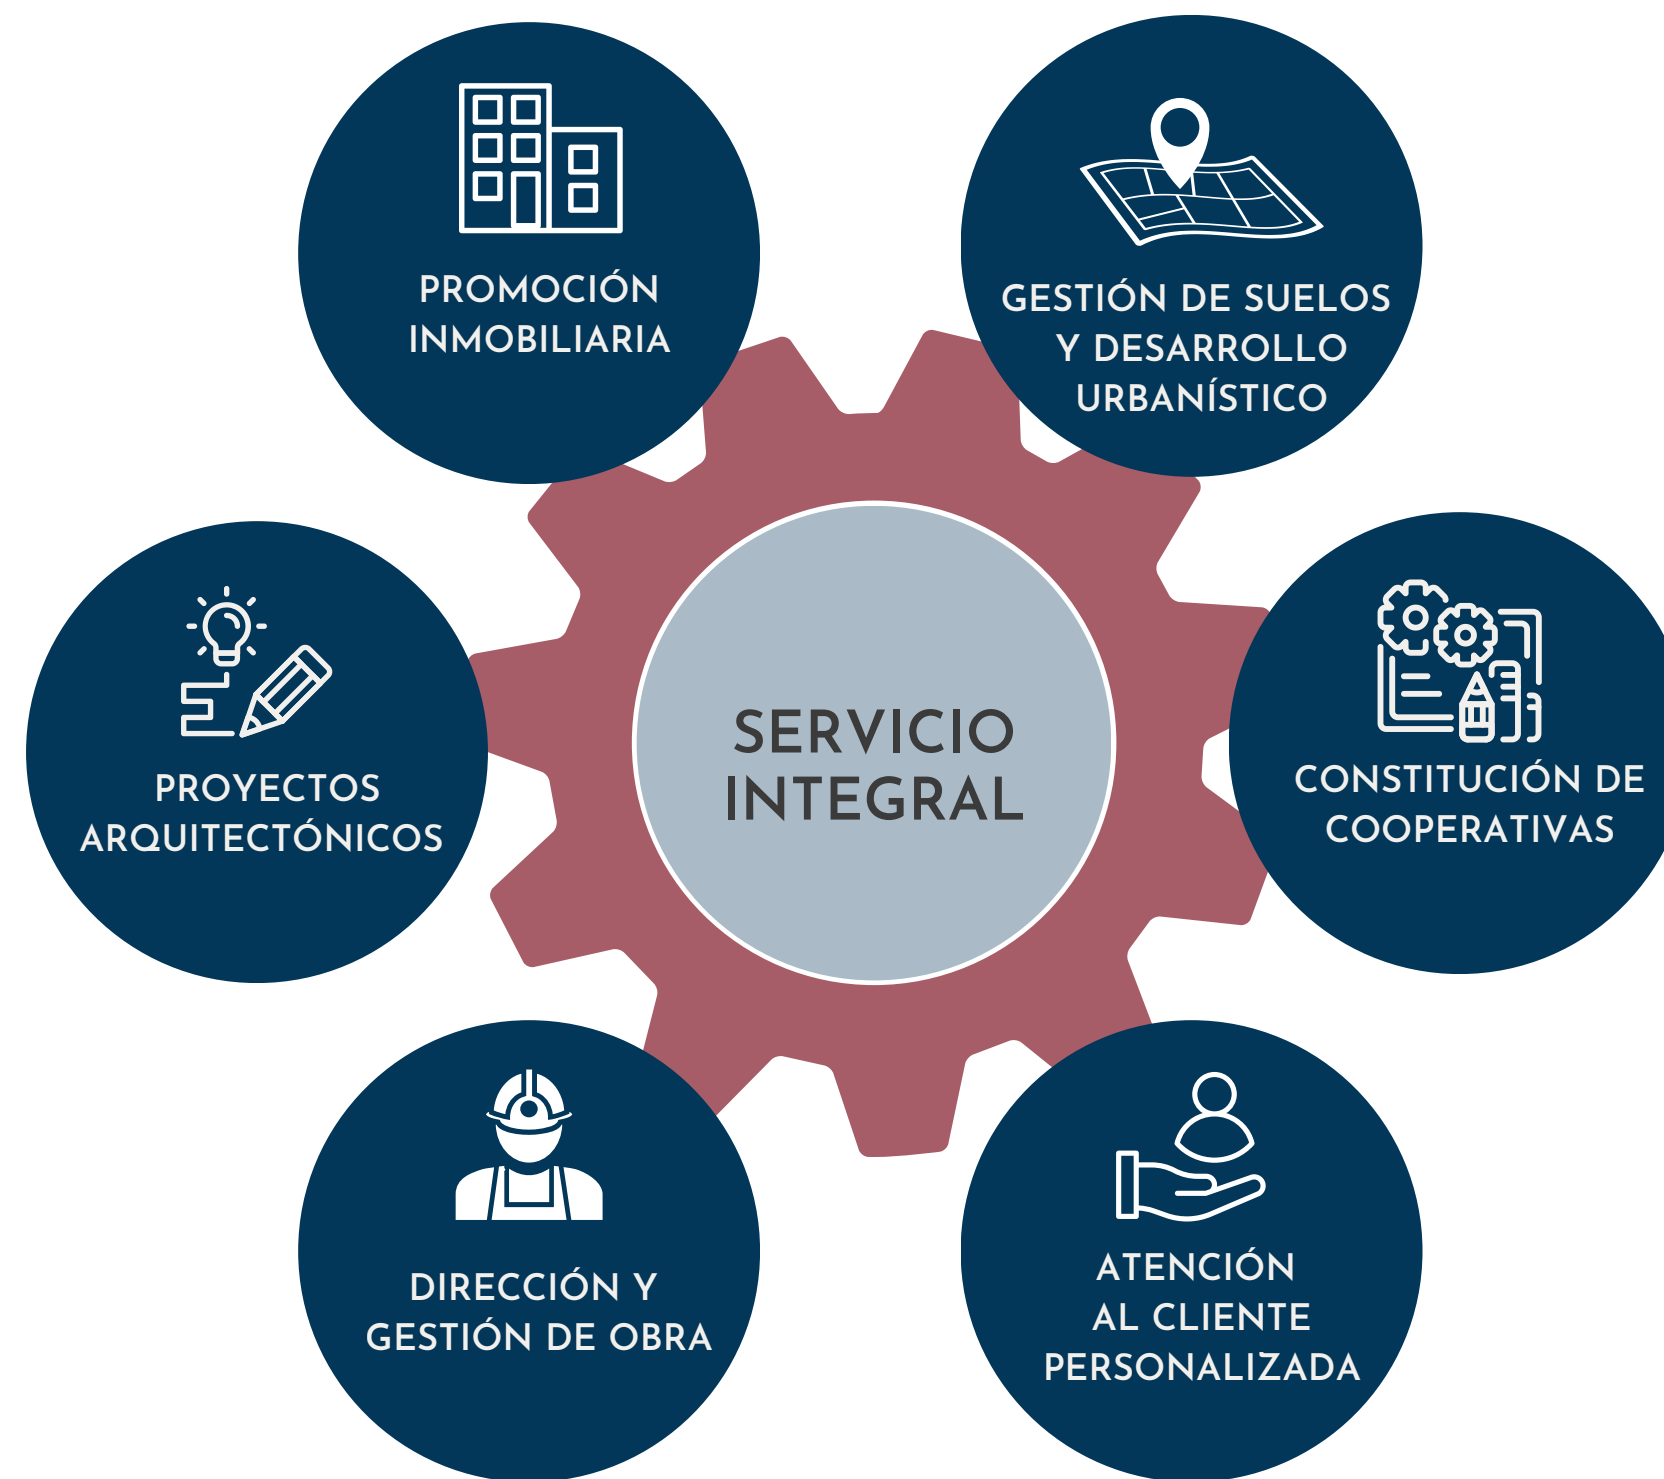 PROMOCIÓN
INMOBILIARIA
GESTIÓN DE SUELOS
Y DESARROLLO
URBANÍSTICO
PROYECTOS
ARQUITECTÓNICOS
SERVICIO
INTEGRAL
CONSTITUCIÓN DE
COOPERATIVAS
DIRECCIÓN Y
GESTIÓN DE OBRA
ATENCIÓN
AL CLIENTE
PERSONALIZADA